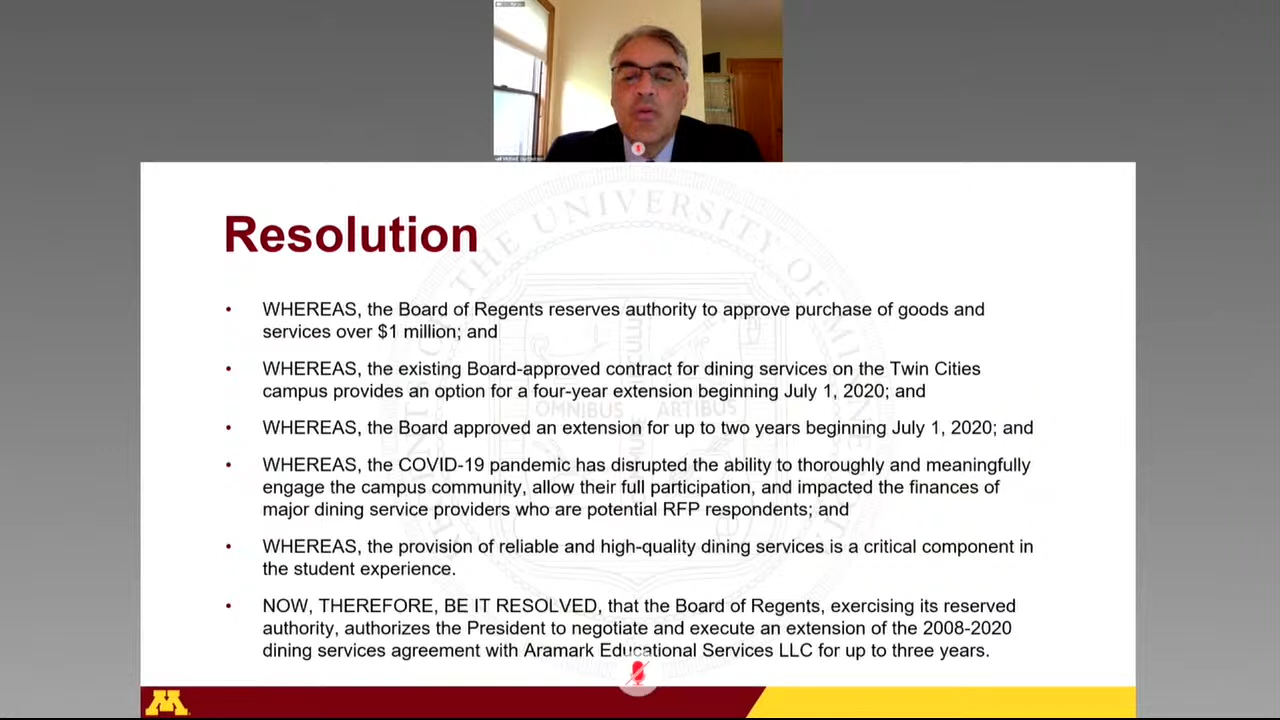 Resolution
• WHEREAS, the Board of Regents reserves authority to approve purchase of goods and
services over $1 million; and
• WHEREAS, the existing Board-approved contract for dining services on the Twin Cities
campus provides an option for a four-year extension beginning July 1, 2020; and
• WHEREAS, the Board approved an extension for up to two years beginning July 1, 2020; and
• WHEREAS, the COVID-19 pandemic has disrupted the ability to thoroughly and meaningfully
engage the campus community, allow their full participation, and impacted the finances of
major dining service providers who are potential RFP respondents; and
• WHEREAS, the provision of reliable and high-quality dining services is a critical component in
the student experience.
• NOW, THEREFORE, BE IT RESOLVED, that the Board of Regents, exercising its reserved
authority, authorizes the President to negotiate and execute an extension of the 2008-2020
dining services agreement with Aramark Educational Services LLC for up to three years.
THE UNIVERSITY OF
OMNIBUS ARTIBUS
M